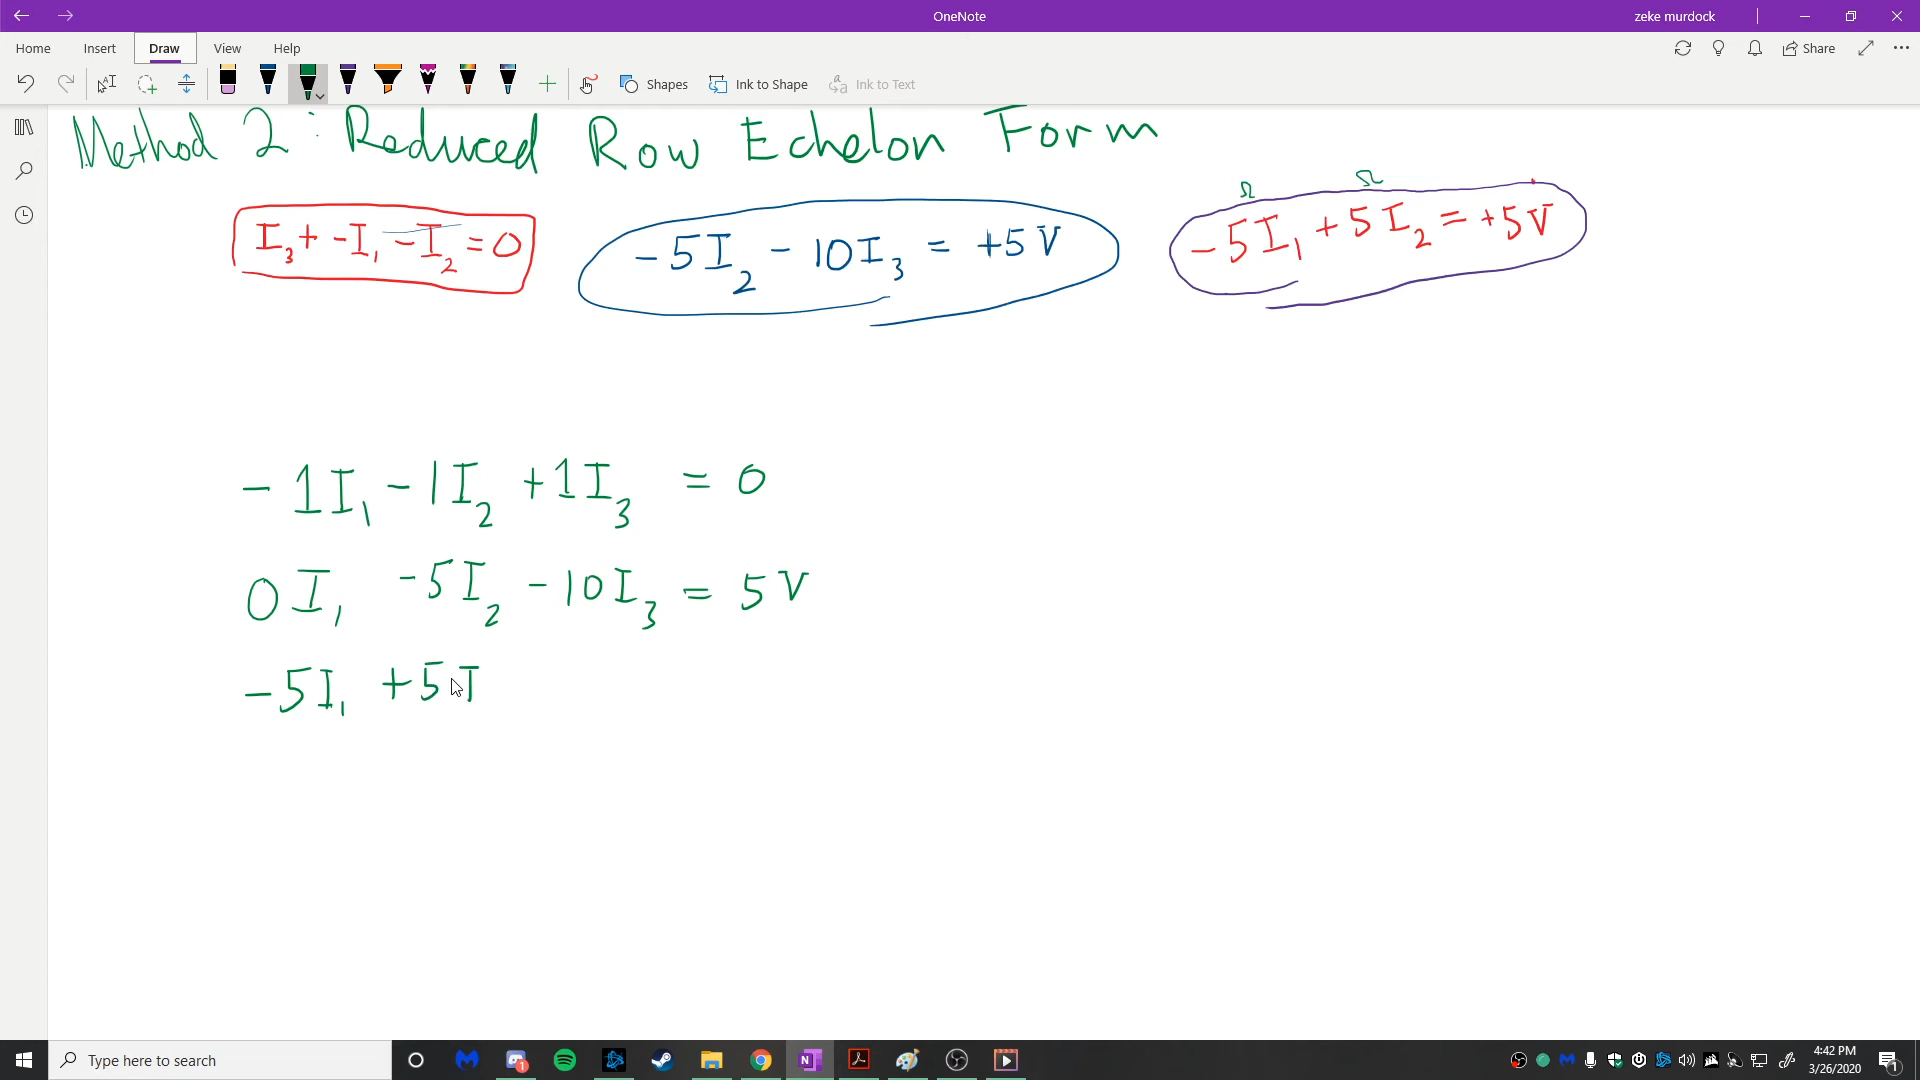 OneNote
zeke murdock
Home Insert Draw View Help
Share
Shapes Ink to Shape Ink to Text
Method 2: Reduced Row Echelon Form
Ω Ω
I₃ + -I₁ - I₂ = 0
-5I₂ - 10I₃ = +5V
-5I₁ + 5I₂ = +5V
-1I₁ - 1I₂ + 1I₃ = 0
0I₁ -5I₂ - 10I₃ = 5V
-5I₁ +5I
Type here to search
4:42 PM
3/26/2020